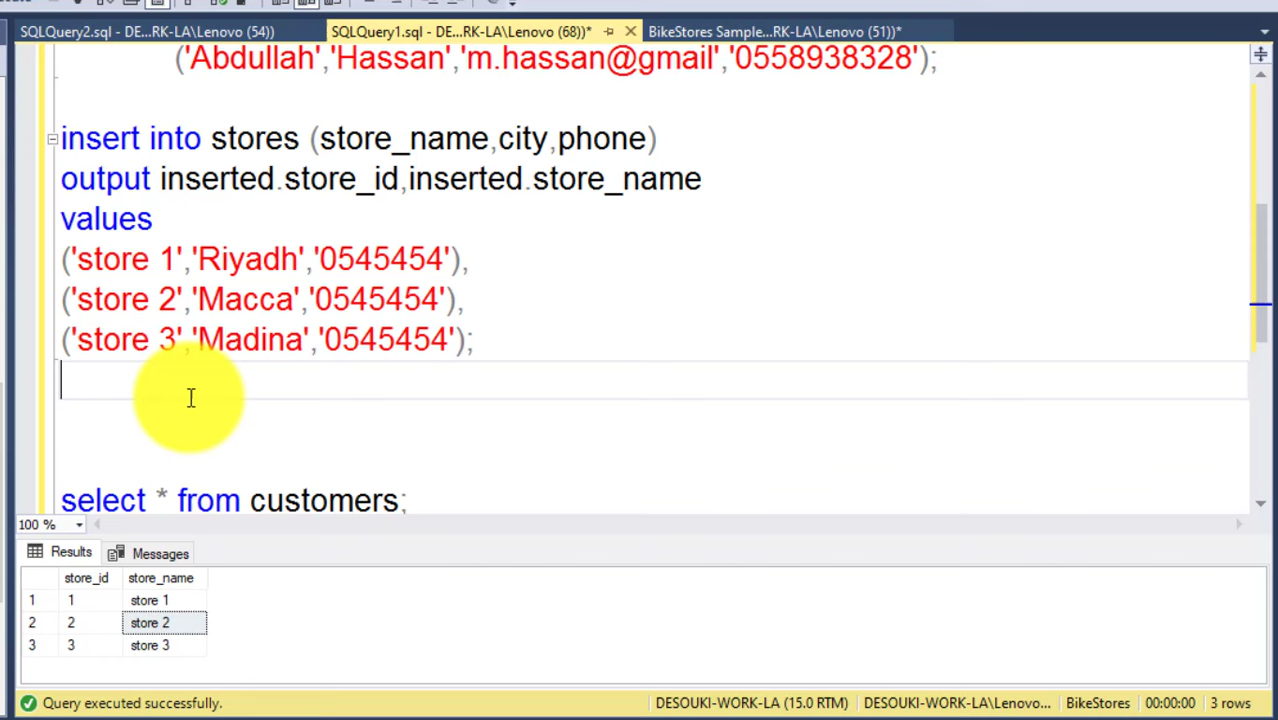 SQLQuery2.sql - DE...RK-LA\Lenovo (54))
SQLQuery1.sql - DE...RK-LA\Lenovo (68))*
BikeStores Sample...RK-LA\Lenovo (51))*
('Abdullah','Hassan','m.hassan@gmail','0558938328');
insert into stores (store_name,city,phone)
output inserted.store_id,inserted.store_name
values
('store 1','Riyadh','0545454'),
('store 2','Macca','0545454'),
('store 3','Madina','0545454');
select * from customers;
100 %
Results Messages
store_id store_name
1 1 store 1
2 2 store 2
3 3 store 3
Query executed successfully. DESOUKI-WORK-LA (15.0 RTM) DESOUKI-WORK-LA\Lenovo... BikeStores 00:00:00 3 rows